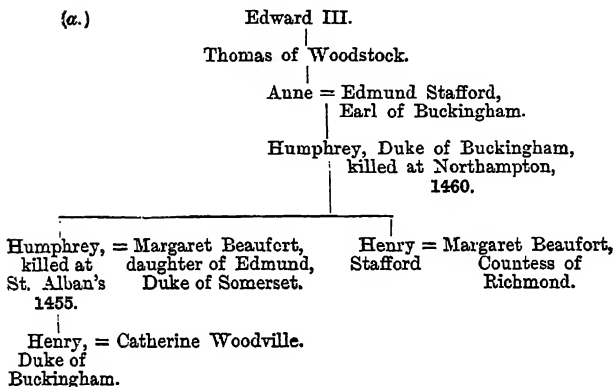 (a.)
Edward III.
Thomas of Woodstock.
Anne = Edmund Stafford,
Earl of Buckingham.
Humphrey, Duke of Buckingham,
killed at Northampton,
1460.
Humphrey, = Margaret Beaufort,
killed at daughter of Edmund,
St. Alban's Duke of Somerset.
1455.
Henry = Margaret Beaufort,
Stafford Countess of
Richmond.
Henry, = Catherine Woodville.
Duke of
Buckingham.